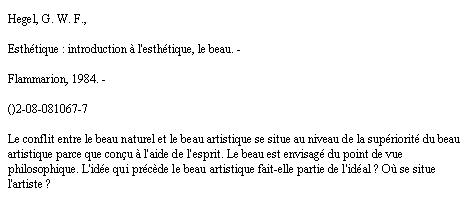 Hegel, G. W. F.,
Esthétique : introduction à l'esthétique, le beau. -
Flammarion, 1984. -
()2-08-081067-7
Le conflit entre le beau naturel et le beau artistique se situe au niveau de la supériorité du beau
artistique parce que conçu à l'aide de l'esprit. Le beau est envisagé du point de vue
philosophique. L'idée qui précède le beau artistique fait-elle partie de l'idéal ? Où se situe
l'artiste ?